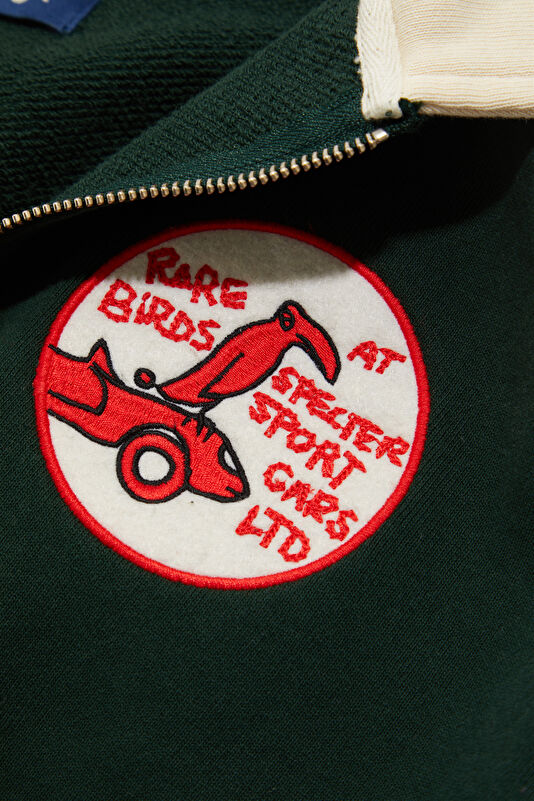 RARE
BiRDS
AT
SPECTER
SPORT
CARS
LTD